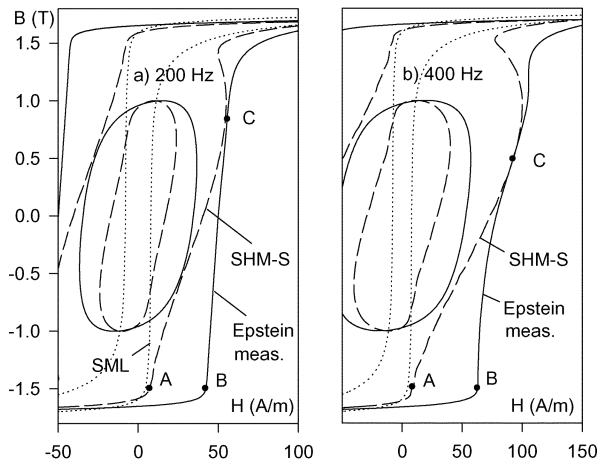 B (T)
1.5
1.0
0.5
0.0
-0.5
-1.0
-1.5
-50
0
50
100
a) 200 Hz
C
SHM-S
Epstein
meas.
SML
A
B
H (A/m)
b) 400 Hz
C
SHM-S
Epstein
meas.
A
B
H (A/m)
0
50
100
150